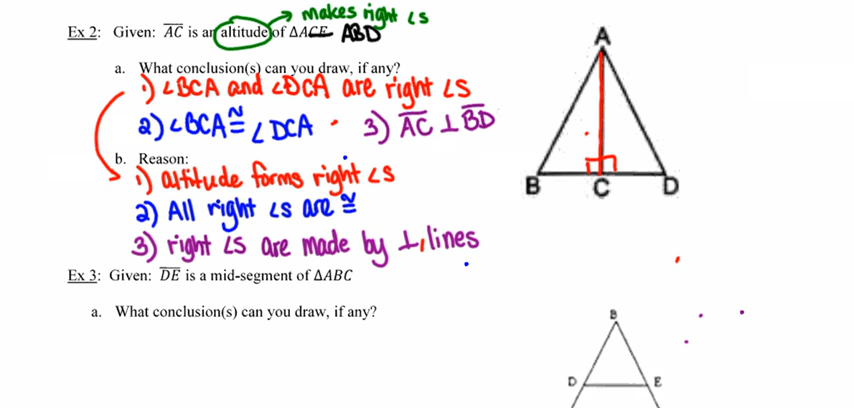 makes right ∠s
Ex 2: Given: AC is an altitude of ΔACE ABD
a. What conclusion(s) can you draw, if any?
1) ∠BCA and ∠DCA are right ∠s
2) ∠BCA ≅ ∠DCA 3) AC ⊥ BD
b. Reason:
1) altitude forms right ∠s
2) All right ∠s are ≅
3) right ∠s are made by ⊥ lines
A
B C D
Ex 3: Given: DE is a mid-segment of ΔABC
a. What conclusion(s) can you draw, if any?
B
D E